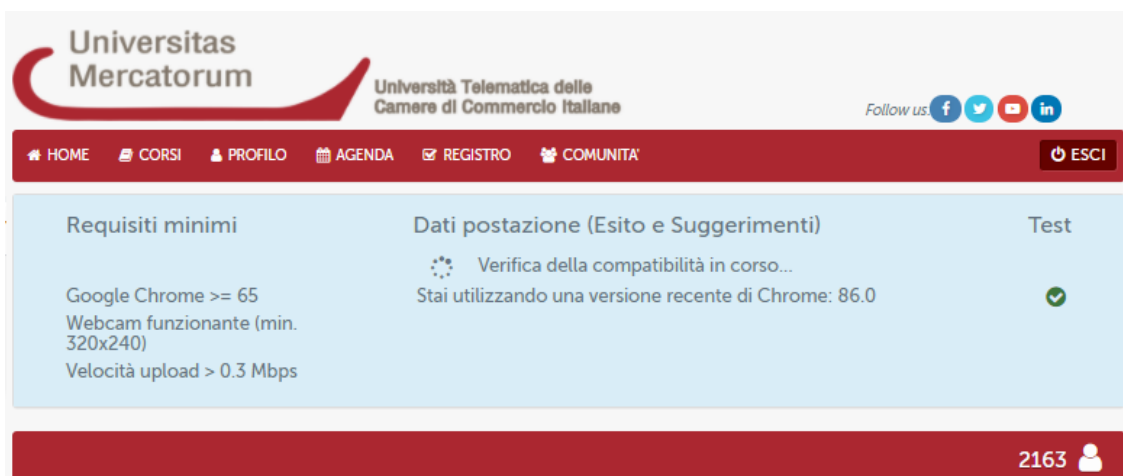 Universitas
Mercatorum
Università Telematica delle
Camere di Commercio Italiane
Follow us:
HOME CORSI PROFILO AGENDA REGISTRO COMUNITA' ESCI
Requisiti minimi Dati postazione (Esito e Suggerimenti) Test
Verifica della compatibilità in corso...
Google Chrome >= 65 Stai utilizzando una versione recente di Chrome: 86.0
Webcam funzionante (min.
320x240)
Velocità upload > 0.3 Mbps
2163